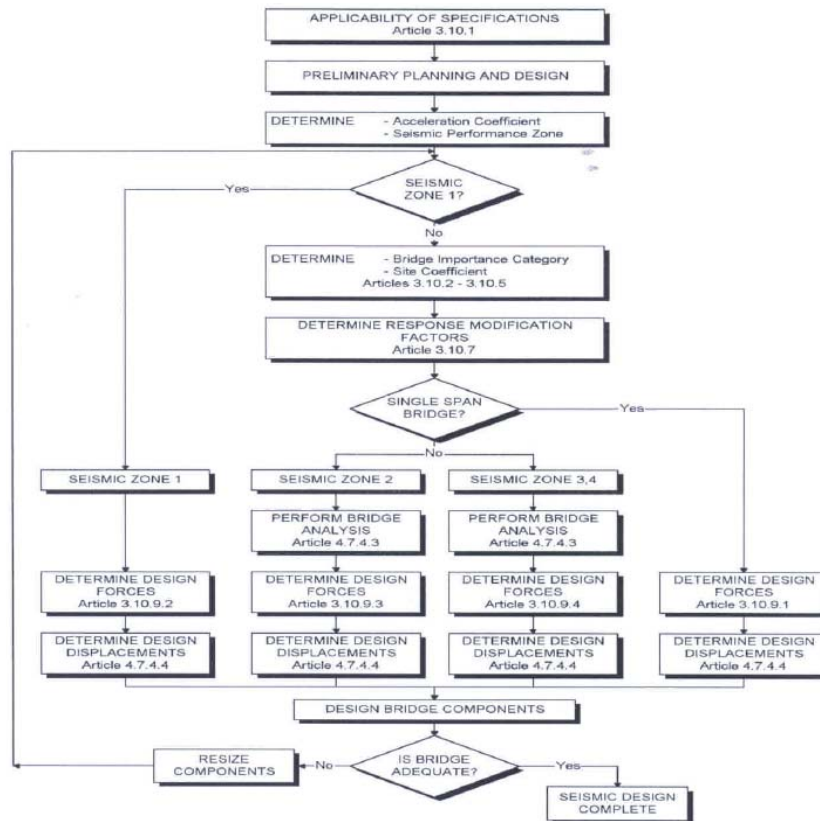 APPLICABILITY OF SPECIFICATIONS
Article 3.10.1
PRELIMINARY PLANNING AND DESIGN
DETERMINE - Acceleration Coefficient
- Seismic Performance Zone
SEISMIC
ZONE 1?
Yes
No
DETERMINE - Bridge Importance Category
- Site Coefficient
Articles 3.10.2 - 3.10.5
DETERMINE RESPONSE MODIFICATION
FACTORS
Article 3.10.7
SINGLE SPAN
BRIDGE?
Yes
No
SEISMIC ZONE 1
SEISMIC ZONE 2
SEISMIC ZONE 3,4
PERFORM BRIDGE
ANALYSIS
Article 4.7.4.3
PERFORM BRIDGE
ANALYSIS
Article 4.7.4.3
DETERMINE DESIGN
FORCES
Article 3.10.9.2
DETERMINE DESIGN
FORCES
Article 3.10.9.3
DETERMINE DESIGN
FORCES
Article 3.10.9.4
DETERMINE DESIGN
FORCES
Article 3.10.9.1
DETERMINE DESIGN
DISPLACEMENTS
Article 4.7.4.4
DETERMINE DESIGN
DISPLACEMENTS
Article 4.7.4.4
DETERMINE DESIGN
DISPLACEMENTS
Article 4.7.4.4
DETERMINE DESIGN
DISPLACEMENTS
Article 4.7.4.4
DESIGN BRIDGE COMPONENTS
IS BRIDGE
ADEQUATE?
No
RESIZE
COMPONENTS
Yes
SEISMIC DESIGN
COMPLETE